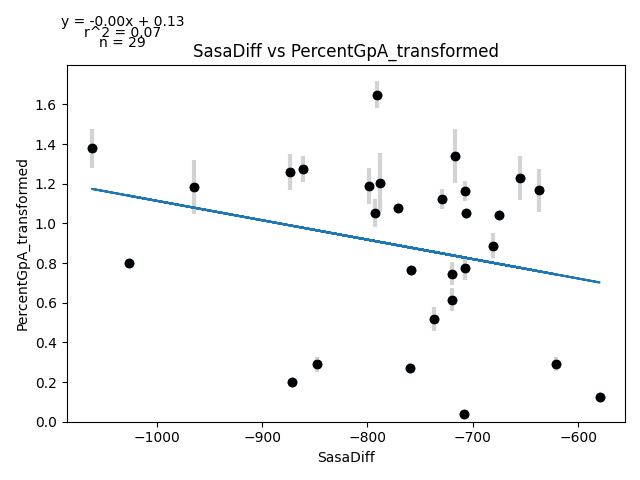 y = -0.00x + 0.13
r^2 = 0.07
n = 29
SasaDiff vs PercentGpA_transformed
PercentGpA_transformed
1.6
1.4
1.2
1.0
0.8
0.6
0.4
0.2
0.0
−1000
−900
−800
−700
−600
SasaDiff